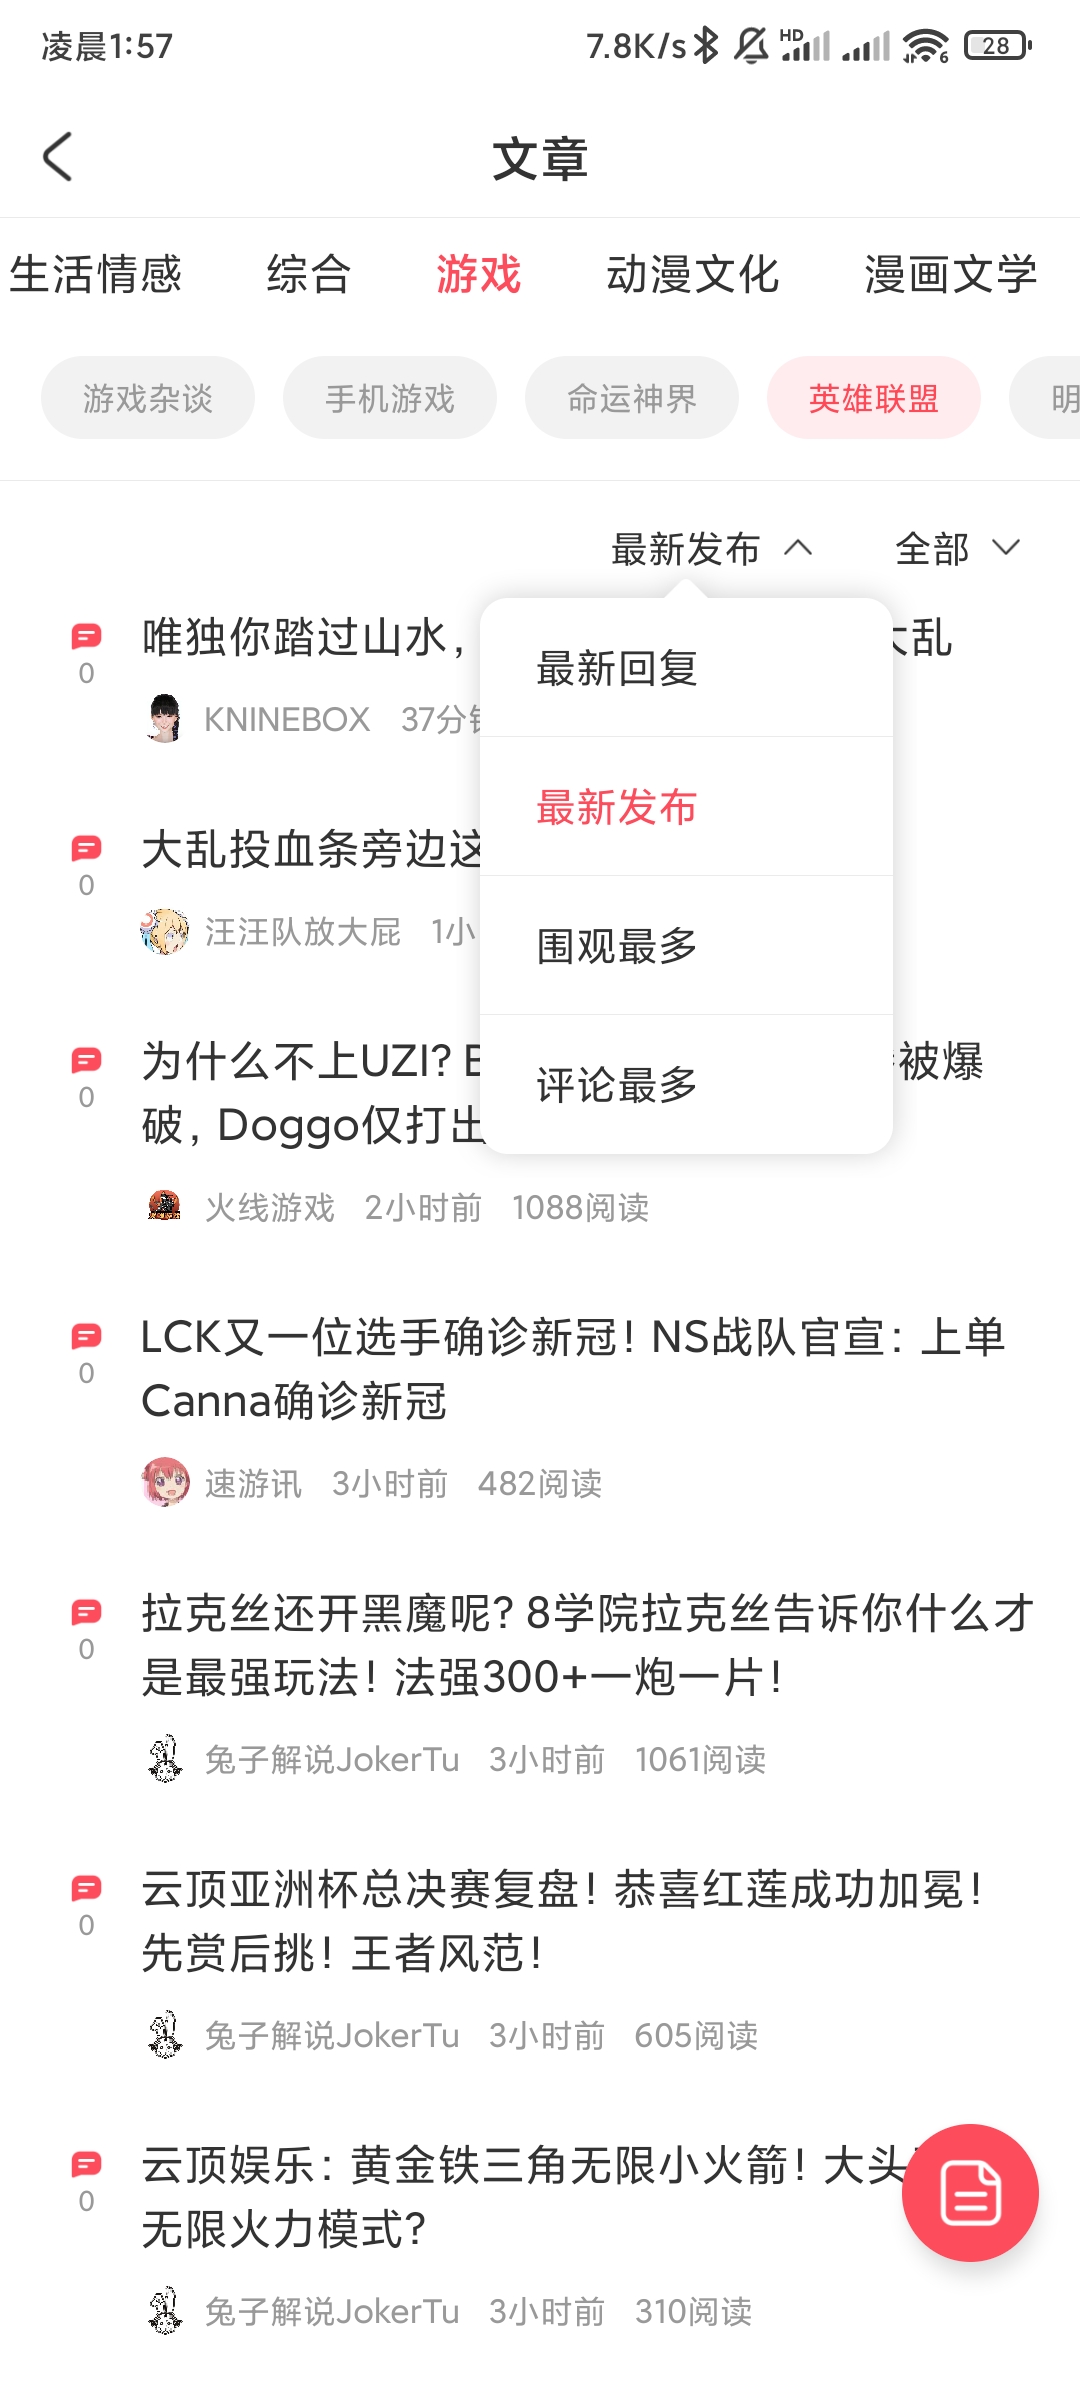 凌晨1:57
7.8K/s HD 6 28
文章
生活情感 综合 游戏 动漫文化 漫画文学
游戏杂谈 手机游戏 命运神界 英雄联盟 明
最新发布 全部
唯独你踏过山水, 大乱
0
KNINEBOX 37分钟
最新回复
最新发布
围观最多
评论最多
大乱投血条旁边这
0
汪汪队放大屁 1小
为什么不上UZI? 被爆
0
破, Doggo仅打出
火线游戏 2小时前 1088阅读
LCK又一位选手确诊新冠! NS战队官宣: 上单
0
Canna确诊新冠
速游讯 3小时前 482阅读
拉克丝还开黑魔呢? 8学院拉克丝告诉你什么才
0
是最强玩法! 法强300+一炮一片!
兔子解说JokerTu 3小时前 1061阅读
云顶亚洲杯总决赛复盘! 恭喜红莲成功加冕!
0
先赏后挑! 王者风范!
兔子解说JokerTu 3小时前 605阅读
云顶娱乐: 黄金铁三角无限小火箭! 大头
0
无限火力模式?
兔子解说JokerTu 3小时前 310阅读